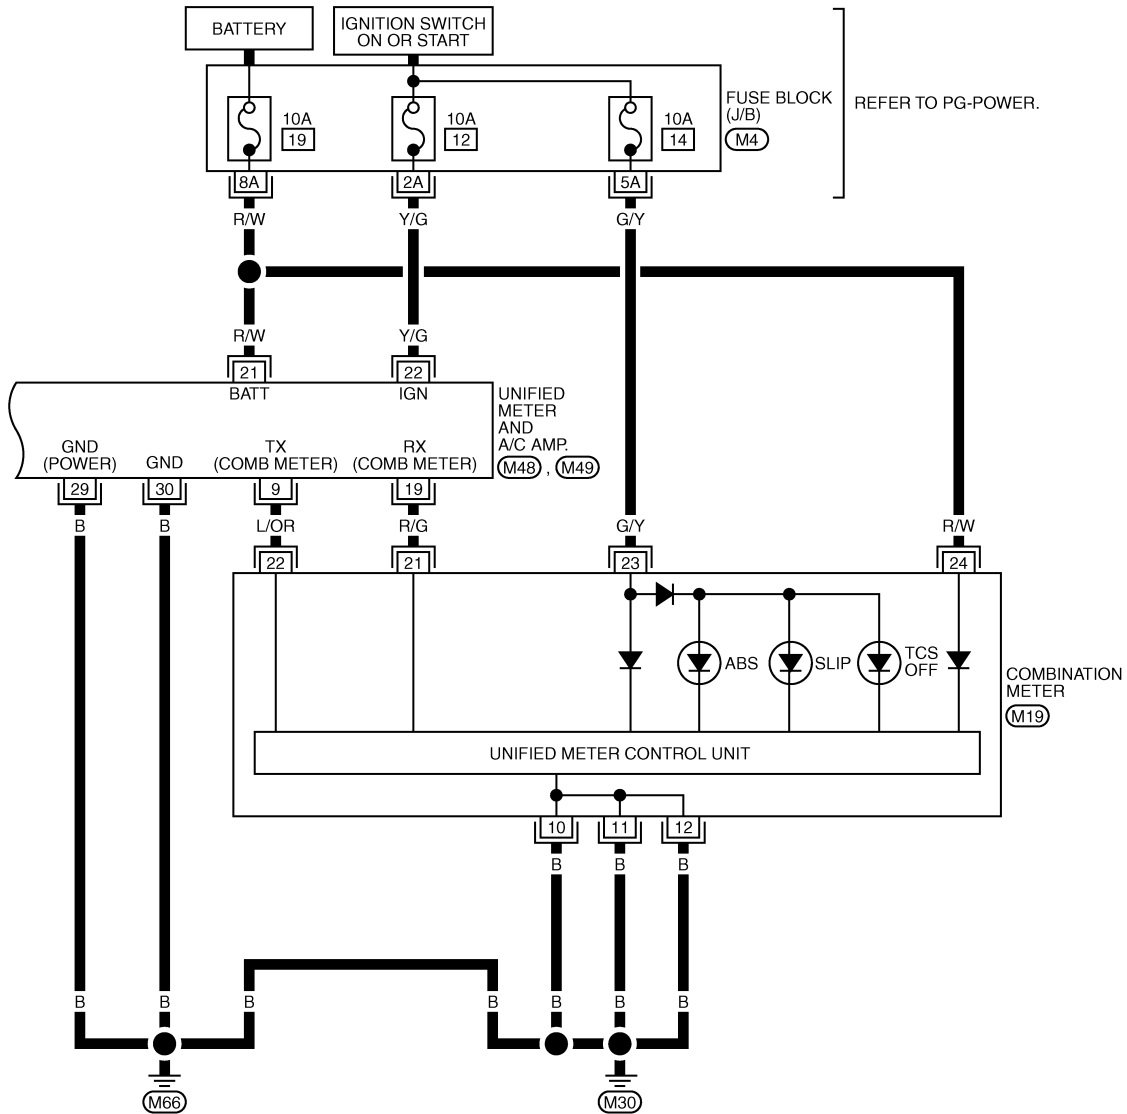 BATTERY
IGNITION SWITCH
ON OR START
10A
19
10A
12
10A
14
FUSE BLOCK
(J/B)
M4
REFER TO PG-POWER.
8A
2A
5A
R/W
Y/G
G/Y
R/W
Y/G
21
22
BATT
IGN
UNIFIED
METER
AND
A/C AMP.
M48 , M49
GND
(POWER)
GND
TX
(COMB METER)
RX
(COMB METER)
29
30
9
19
B
B
L/OR
R/G
G/Y
R/W
22
21
23
24
ABS
SLIP
TCS
OFF
COMBINATION
METER
M19
UNIFIED METER CONTROL UNIT
10
11
12
B
B
B
B
B
B
B
B
B
B
M66
M30